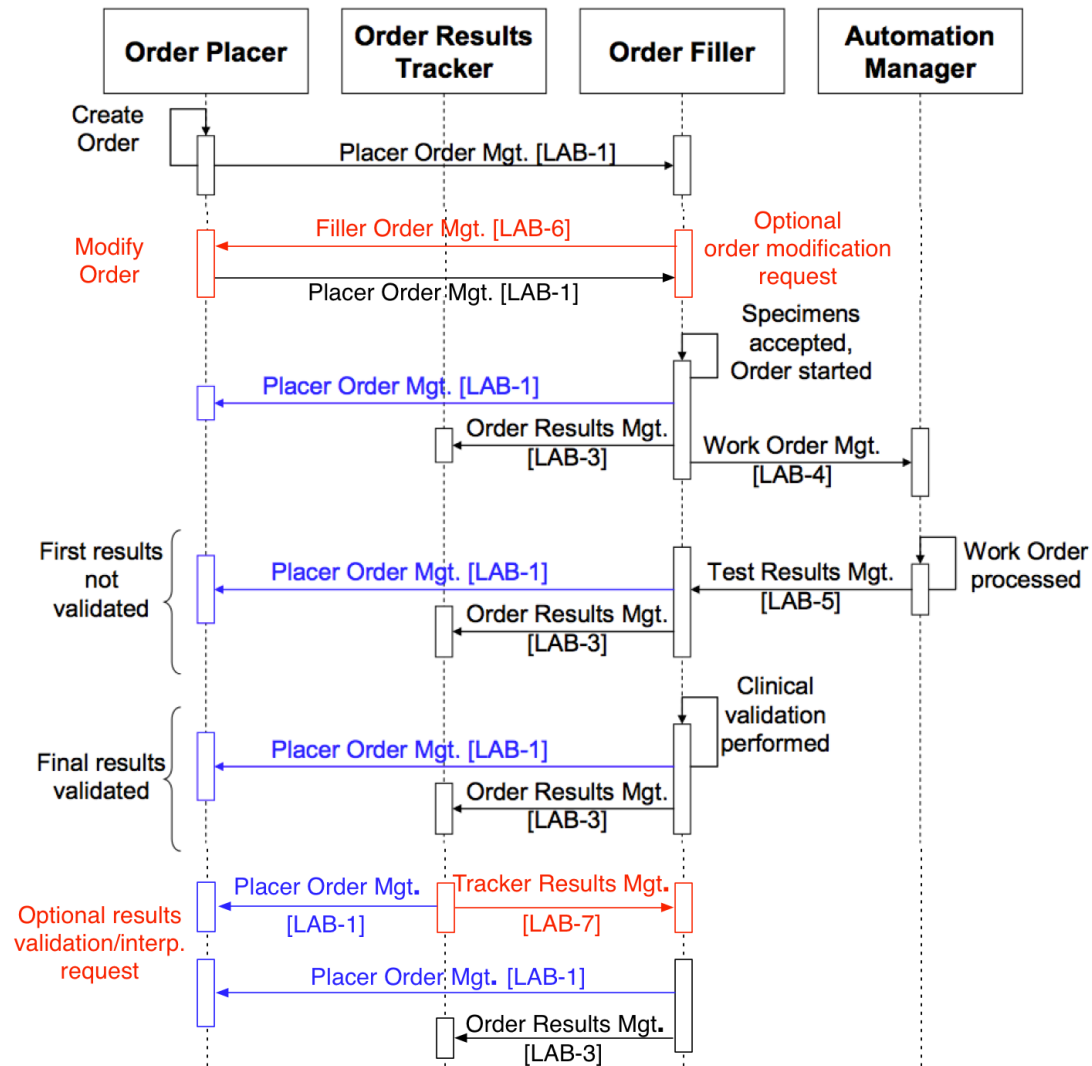 Order Placer
Order Results
Tracker
Order Filler
Automation
Manager
Create
Order
Placer Order Mgt. [LAB-1]
Modify
Order
Filler Order Mgt. [LAB-6]
Placer Order Mgt. [LAB-1]
Optional
order modification
request
Specimens
accepted,
Order started
Placer Order Mgt. [LAB-1]
Order Results Mgt.
[LAB-3]
Work Order Mgt.
[LAB-4]
First results
not
validated
Placer Order Mgt. [LAB-1]
Order Results Mgt.
[LAB-3]
Test Results Mgt.
[LAB-5]
Work Order
processed
Clinical
validation
performed
Final results
validated
Placer Order Mgt. [LAB-1]
Order Results Mgt.
[LAB-3]
Optional results
validation/interp.
request
Placer Order Mgt.
[LAB-1]
Tracker Results Mgt.
[LAB-7]
Placer Order Mgt. [LAB-1]
Order Results Mgt.
[LAB-3]